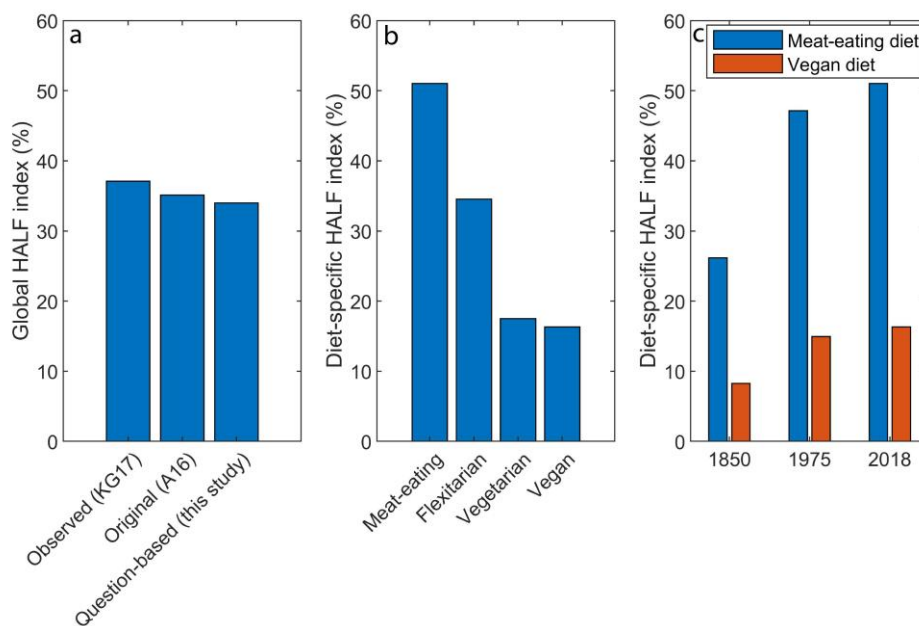 a
Global HALF index (%)
60
50
40
30
20
10
0
Observed (KG17)
Original (A16)
Question-based (this study)
b
Diet-specific HALF index (%)
60
50
40
30
20
10
0
Meat-eating
Flexitarian
Vegetarian
Vegan
c
Meat-eating diet
Vegan diet
Diet-specific HALF index (%)
60
50
40
30
20
10
0
1850 1975 2018